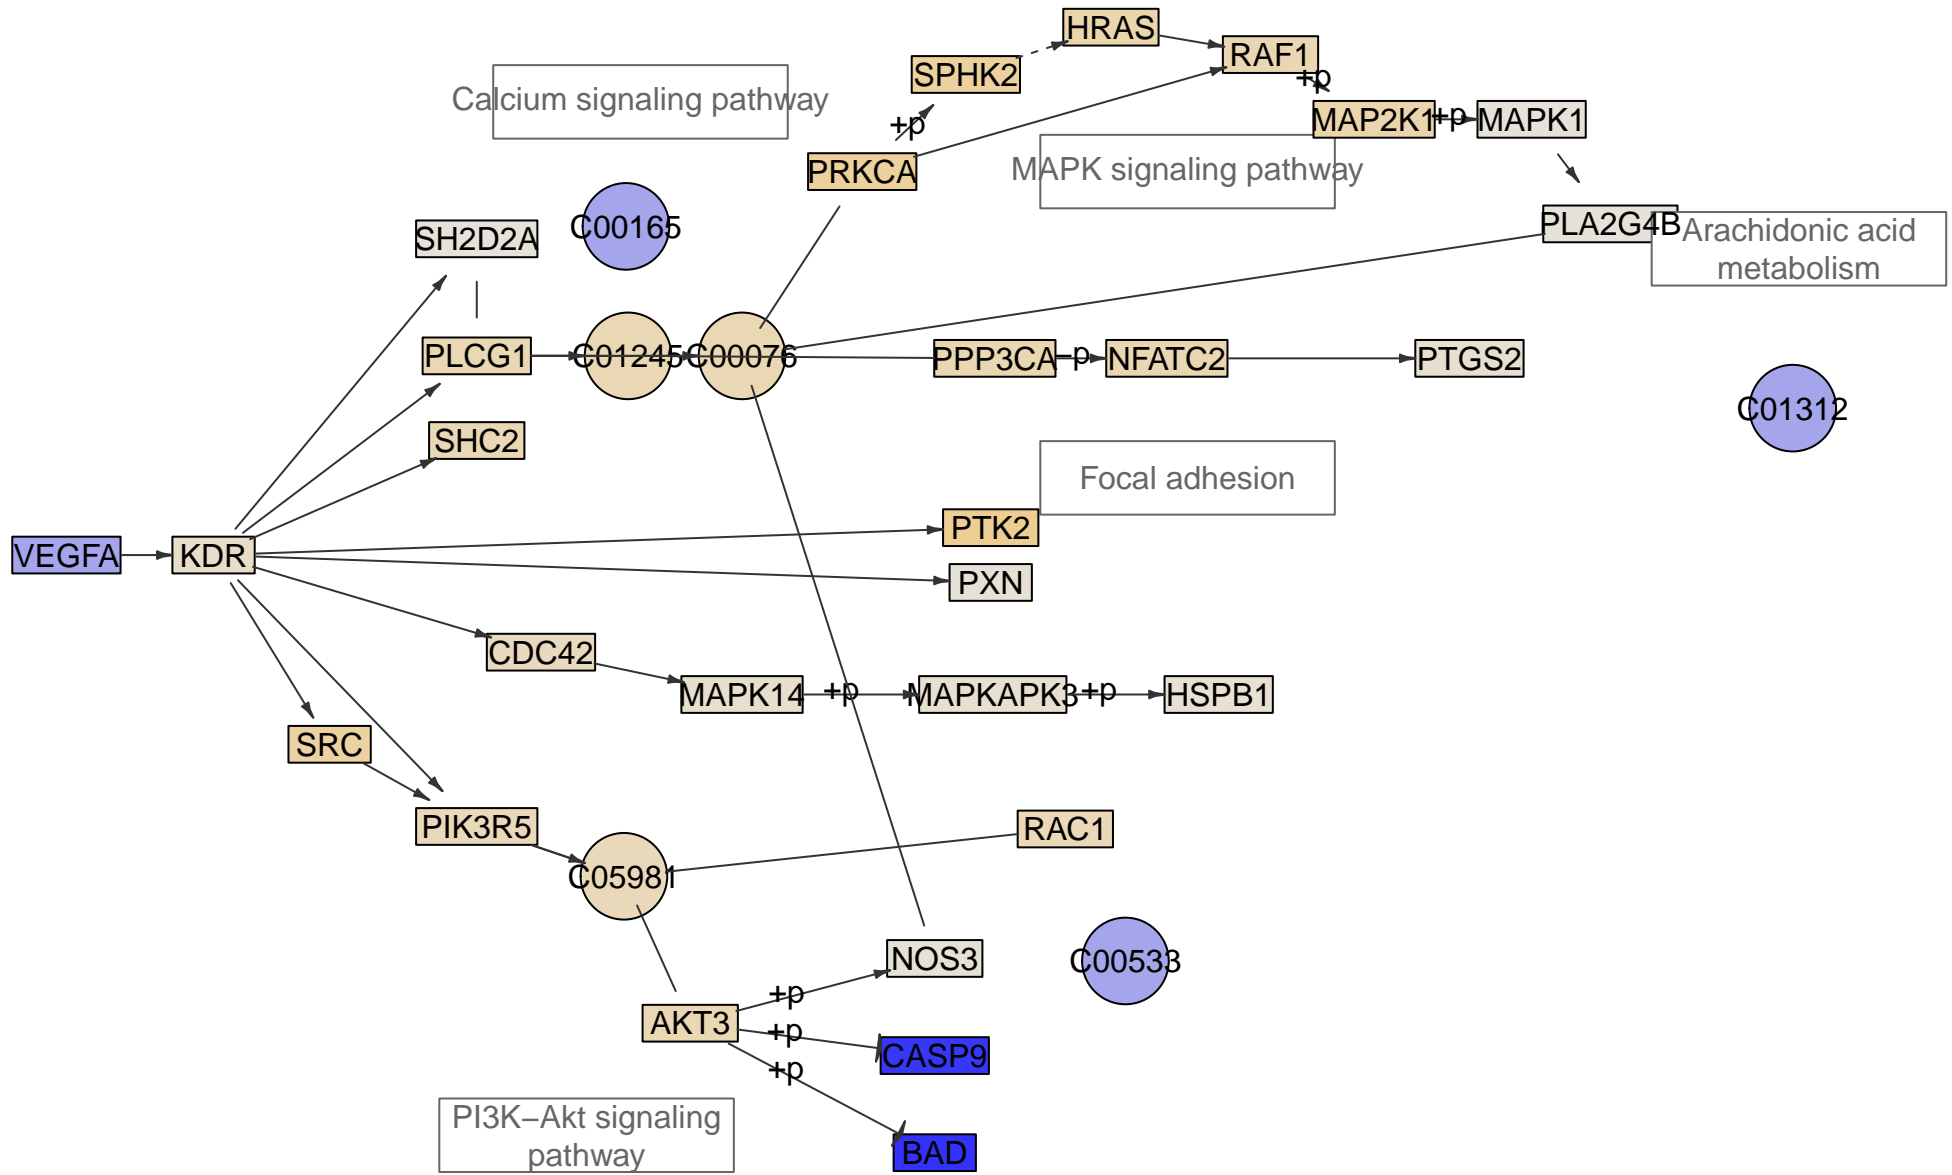 HRAS
RAF1
+p
SPHK2
Calcium signaling pathway
+p
MAP2K1
+p
MAPK1
PRKCA
MAPK signaling pathway
C00165
SH2D2A
PLA2G4B
Arachidonic acid
metabolism
PLCG1
C01245
C00076
PPP3CA
−p
NFATC2
PTGS2
C01312
SHC2
Focal adhesion
PTK2
VEGFA
KDR
PXN
CDC42
MAPK14
+p
MAPKAPK3
+p
HSPB1
SRC
PIK3R5
RAC1
C05981
NOS3
C00533
+p
AKT3
+p
CASP9
+p
PI3K−Akt signaling
pathway
BAD